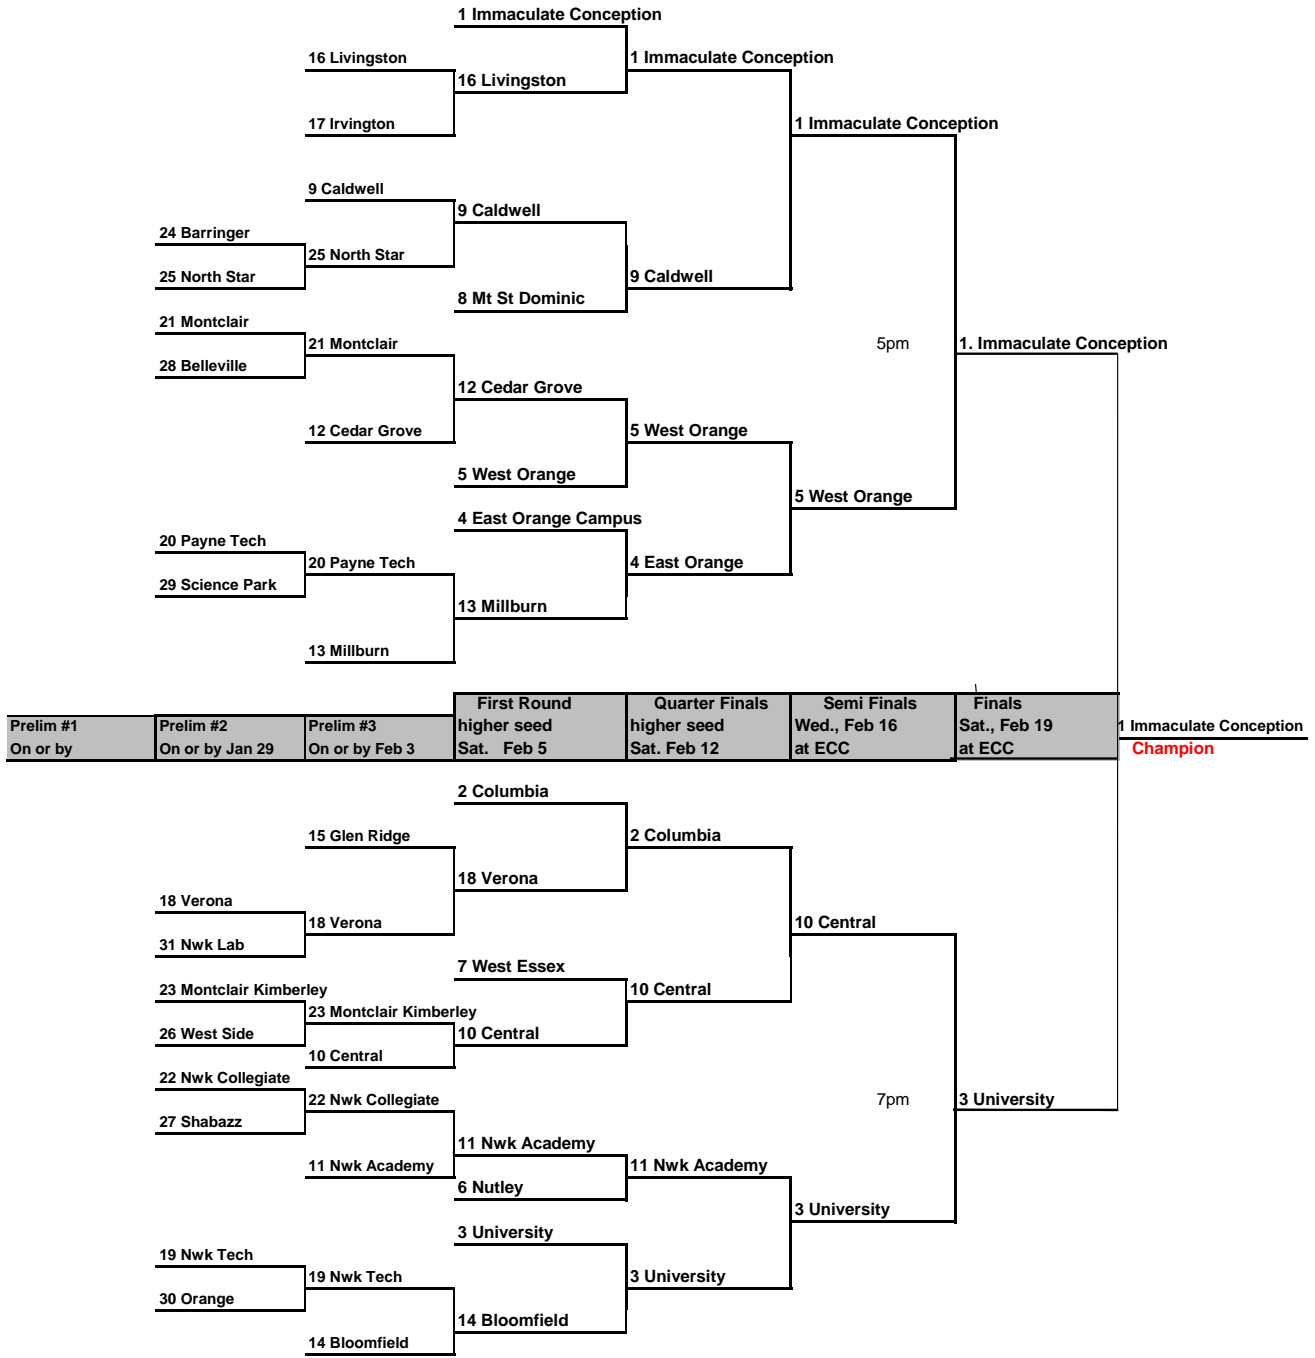 1 Immaculate Conception
16 Livingston
1 Immaculate Conception
16 Livingston
17 Irvington
1 Immaculate Conception
9 Caldwell
9 Caldwell
24 Barringer
25 North Star
25 North Star
9 Caldwell
8 Mt St Dominic
21 Montclair
21 Montclair
5pm
1. Immaculate Conception
28 Belleville
12 Cedar Grove
12 Cedar Grove
5 West Orange
5 West Orange
5 West Orange
4 East Orange Campus
20 Payne Tech
20 Payne Tech
4 East Orange
29 Science Park
13 Millburn
13 Millburn
First Round
Quarter Finals
Semi Finals
Finals
Prelim #1
Prelim #2
Prelim #3
higher seed
higher seed
Wed., Feb 16
Sat., Feb 19
1 Immaculate Conception
On or by
On or by Jan 29
On or by Feb 3
Sat. Feb 5
Sat. Feb 12
at ECC
at ECC
Champion
2 Columbia
15 Glen Ridge
2 Columbia
18 Verona
18 Verona
18 Verona
10 Central
31 Nwk Lab
7 West Essex
23 Montclair Kimberley
10 Central
23 Montclair Kimberley
26 West Side
10 Central
10 Central
22 Nwk Collegiate
22 Nwk Collegiate
7pm
3 University
27 Shabazz
11 Nwk Academy
11 Nwk Academy
11 Nwk Academy
6 Nutley
3 University
3 University
19 Nwk Tech
19 Nwk Tech
3 University
30 Orange
14 Bloomfield
14 Bloomfield